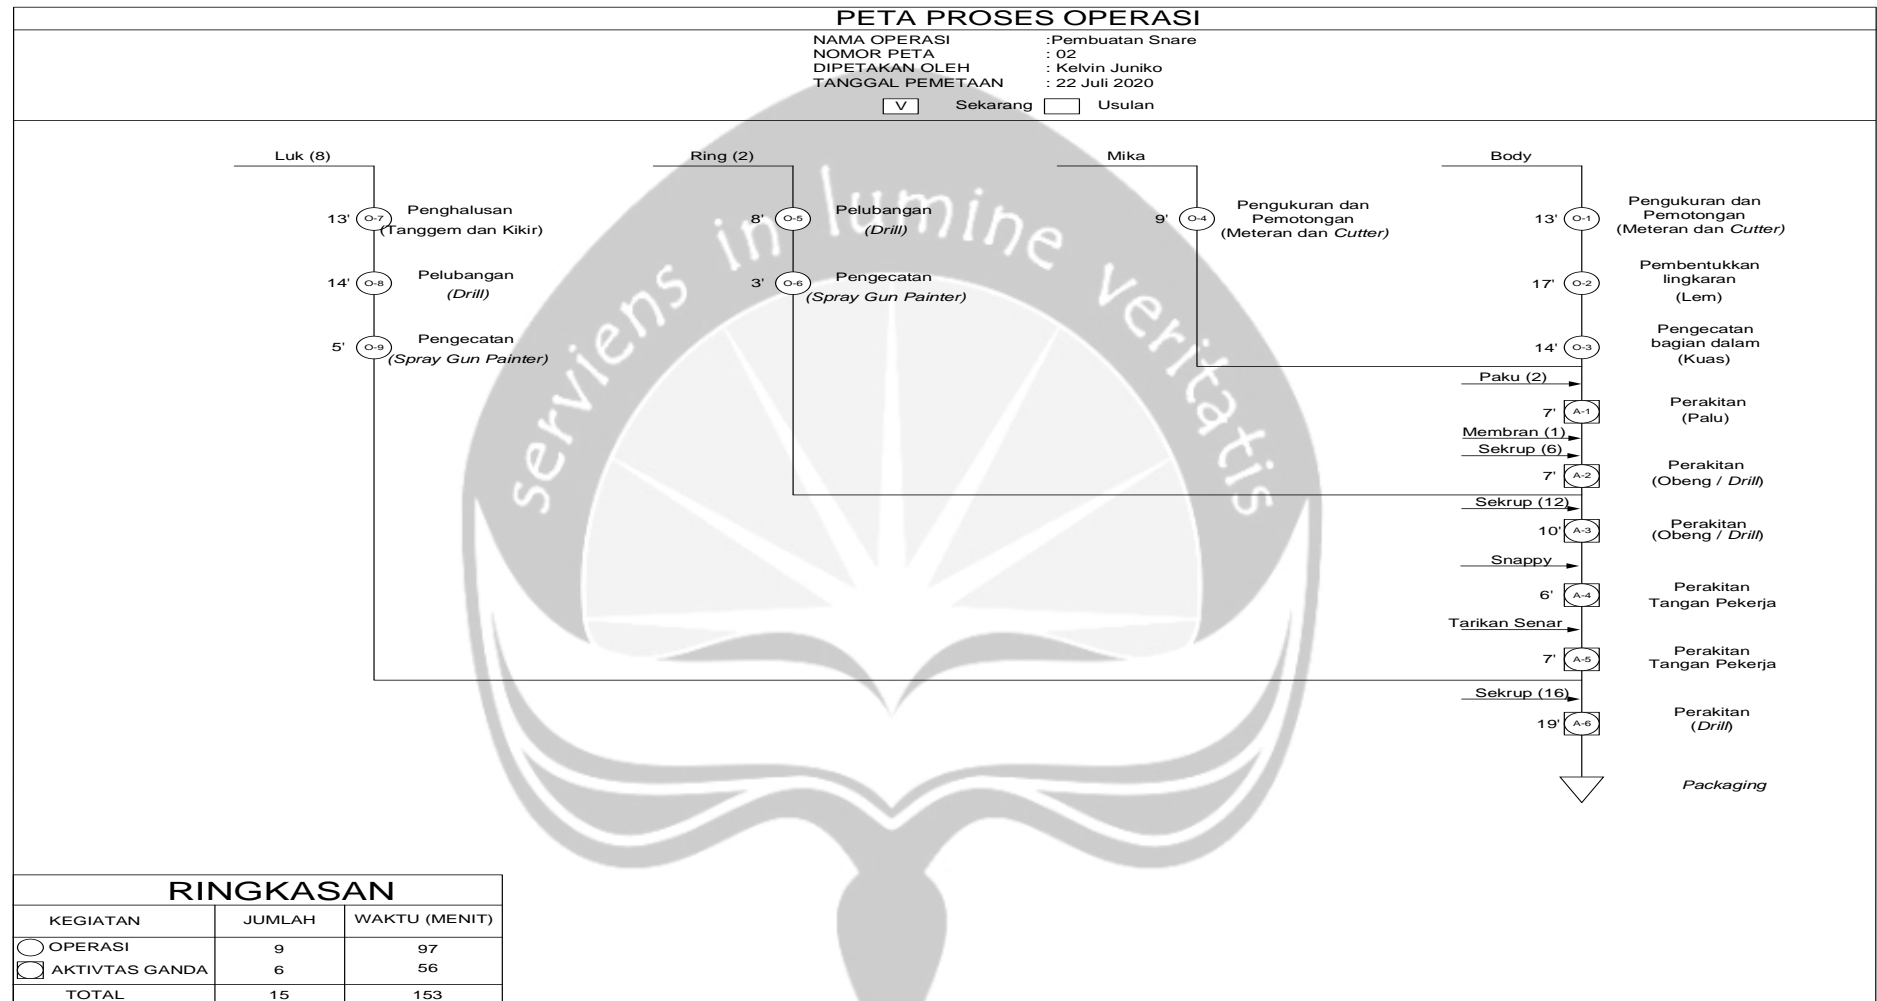 PETA PROSES OPERASI
NAMA OPERASI :Pembuatan Snare
NOMOR PETA : 02
DIPETAKAN OLEH : Kelvin Juniko
TANGGAL PEMETAAN : 22 Juli 2020
V Sekarang Usulan
Luk (8)
13' O-7 Penghalusan
(Tanggem dan Kikir)
14' O-8 Pelubangan
(Drill)
5' O-9 Pengecatan
(Spray Gun Painter)
Ring (2)
8' O-5 Pelubangan
(Drill)
3' O-6 Pengecatan
(Spray Gun Painter)
Mika
9' O-4 Pengukuran dan
Pemotongan
(Meteran dan Cutter)
Body
13' O-1 Pengukuran dan
Pemotongan
(Meteran dan Cutter)
17' O-2 Pembentukkan
lingkaran
(Lem)
14' O-3 Pengecatan
bagian dalam
(Kuas)
Paku (2)
7' A-1 Perakitan
(Palu)
Membran (1)
Sekrup (6)
7' A-2 Perakitan
(Obeng / Drill)
Sekrup (12)
10' A-3 Perakitan
(Obeng / Drill)
Snappy
6' A-4 Perakitan
Tangan Pekerja
Tarikan Senar
7' A-5 Perakitan
Tangan Pekerja
Sekrup (16)
19' A-6 Perakitan
(Drill)
Packaging
serviens in lumine veritatis
RINGKASAN
KEGIATAN JUMLAH WAKTU (MENIT)
OPERASI 9 97
AKTIVTAS GANDA 6 56
TOTAL 15 153